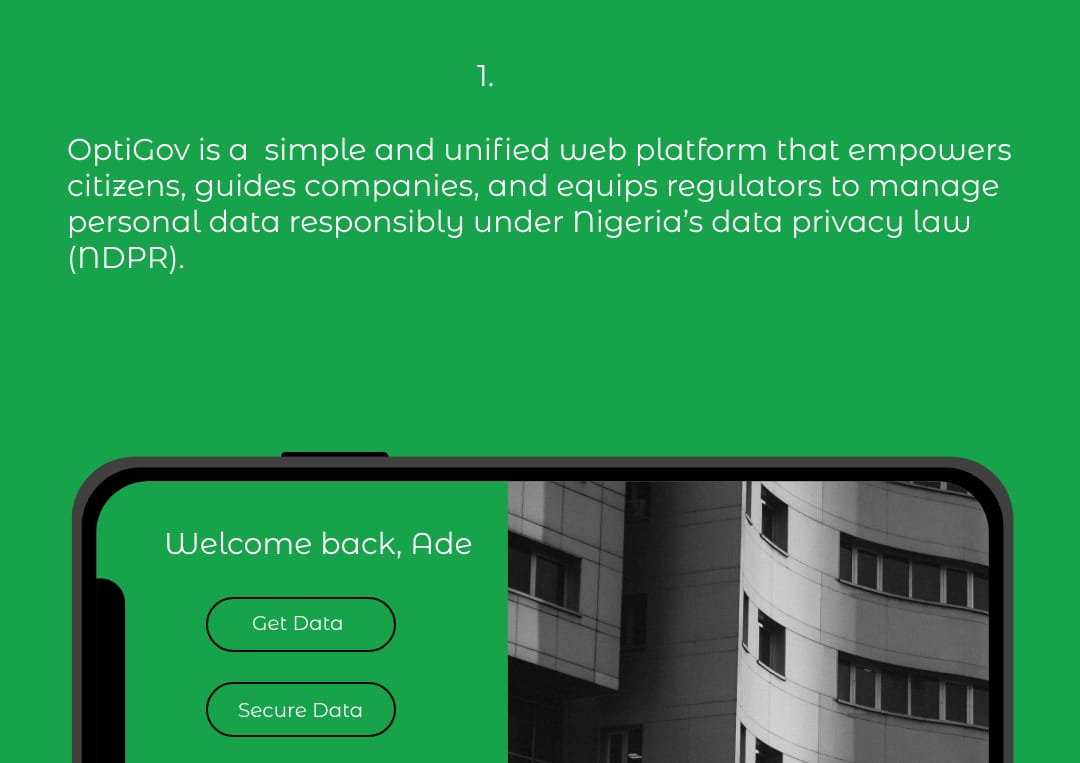 1.
OptiGov is a  simple and unified web platform that empowers
citizens, guides companies, and equips regulators to manage
personal data responsibly under Nigeria’s data privacy law
(NDPR).
Welcome back, Ade
Get Data
Secure Data